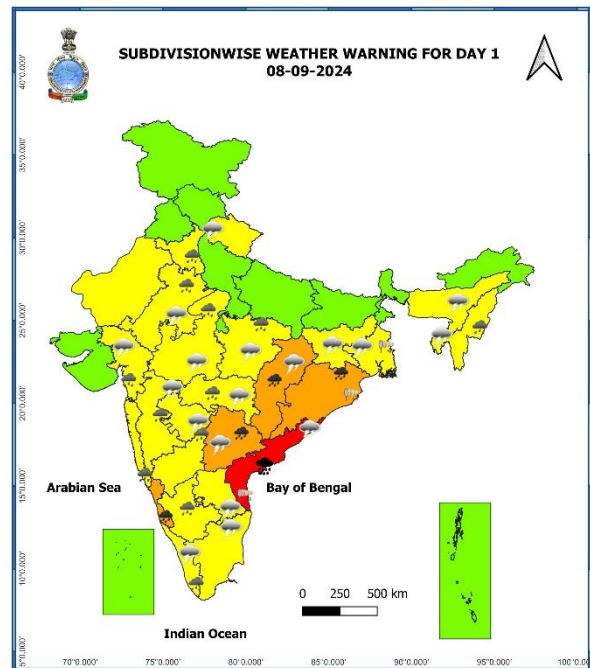 SUBDIVISIONWISE WEATHER WARNING FOR DAY 1
08-09-2024
40°0.000'
35°0.000'
30°0.000'
25°0.000'
20°0.000'
15°0.000'
10°0.000'
5°0.000'
Arabian Sea
Bay of Bengal
0 250 500 km
Indian Ocean
70°0.000' 75°0.000' 80°0.000' 85°0.000' 90°0.000' 95°0.000' 100°0.0